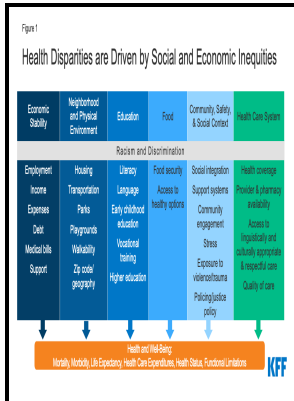 Figure 1
Health Disparities are Driven by Social and Economic Inequities
Economic
Stability
Neighborhood
and Physical
Environment
Education
Food
Community, Safety,
& Social Context
Health Care System
Racism and Discrimination
Employment
Income
Expenses
Debt
Medical bills
Support
Housing
Transportation
Parks
Playgrounds
Walkability
Zip code/
geography
Literacy
Language
Early childhood
education
Vocational
training
Higher education
Food security
Access to
healthy options
Social integration
Support systems
Community
engagement
Stress
Exposure to
violence/trauma
Policing/justice
policy
Health coverage
Provider & pharmacy
availability
Access to
linguistically and
culturally appropriate
& respectful care
Quality of care
Health and Well-Being:
Mortality, Morbidity, Life Expectancy, Health Care Expenditures, Health Status, Functional Limitations
KFF